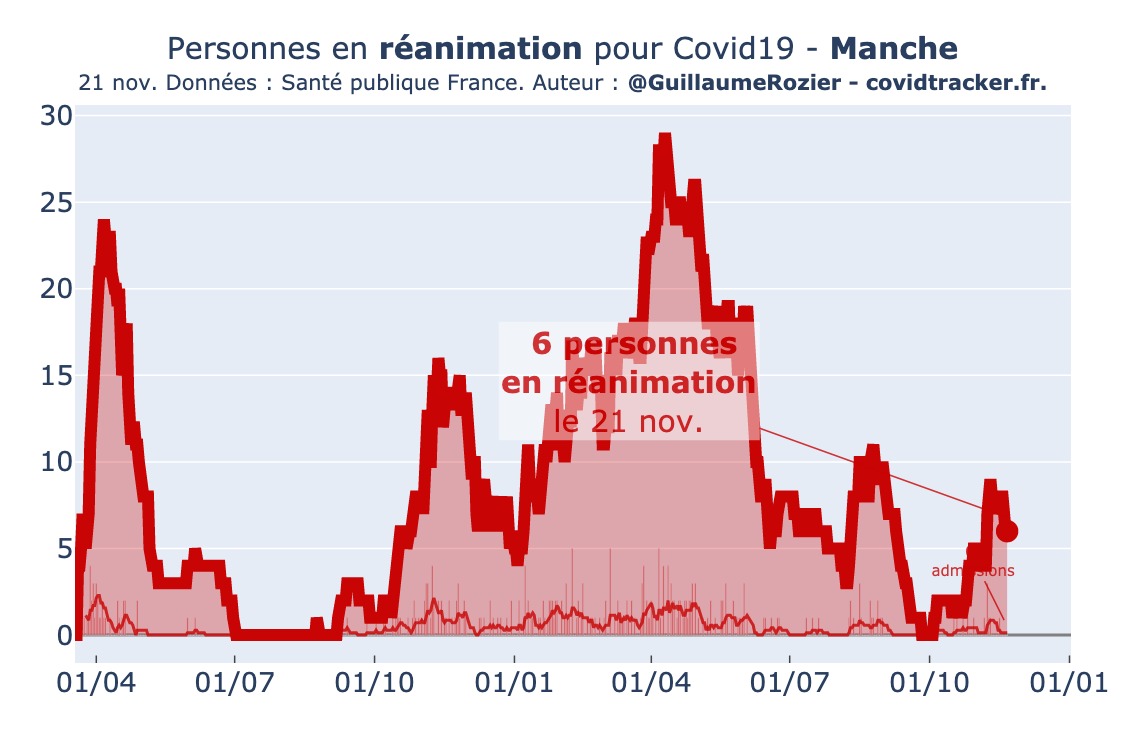 Personnes en réanimation pour Covid19 - Manche
21 nov. Données : Santé publique France. Auteur : @GuillaumeRozier - covidtracker.fr.
30
25
20
15
10
5
0
6 personnes
en réanimation
le 21 nov.
admissions
01/04 01/07 01/10 01/01 01/04 01/07 01/10 01/01